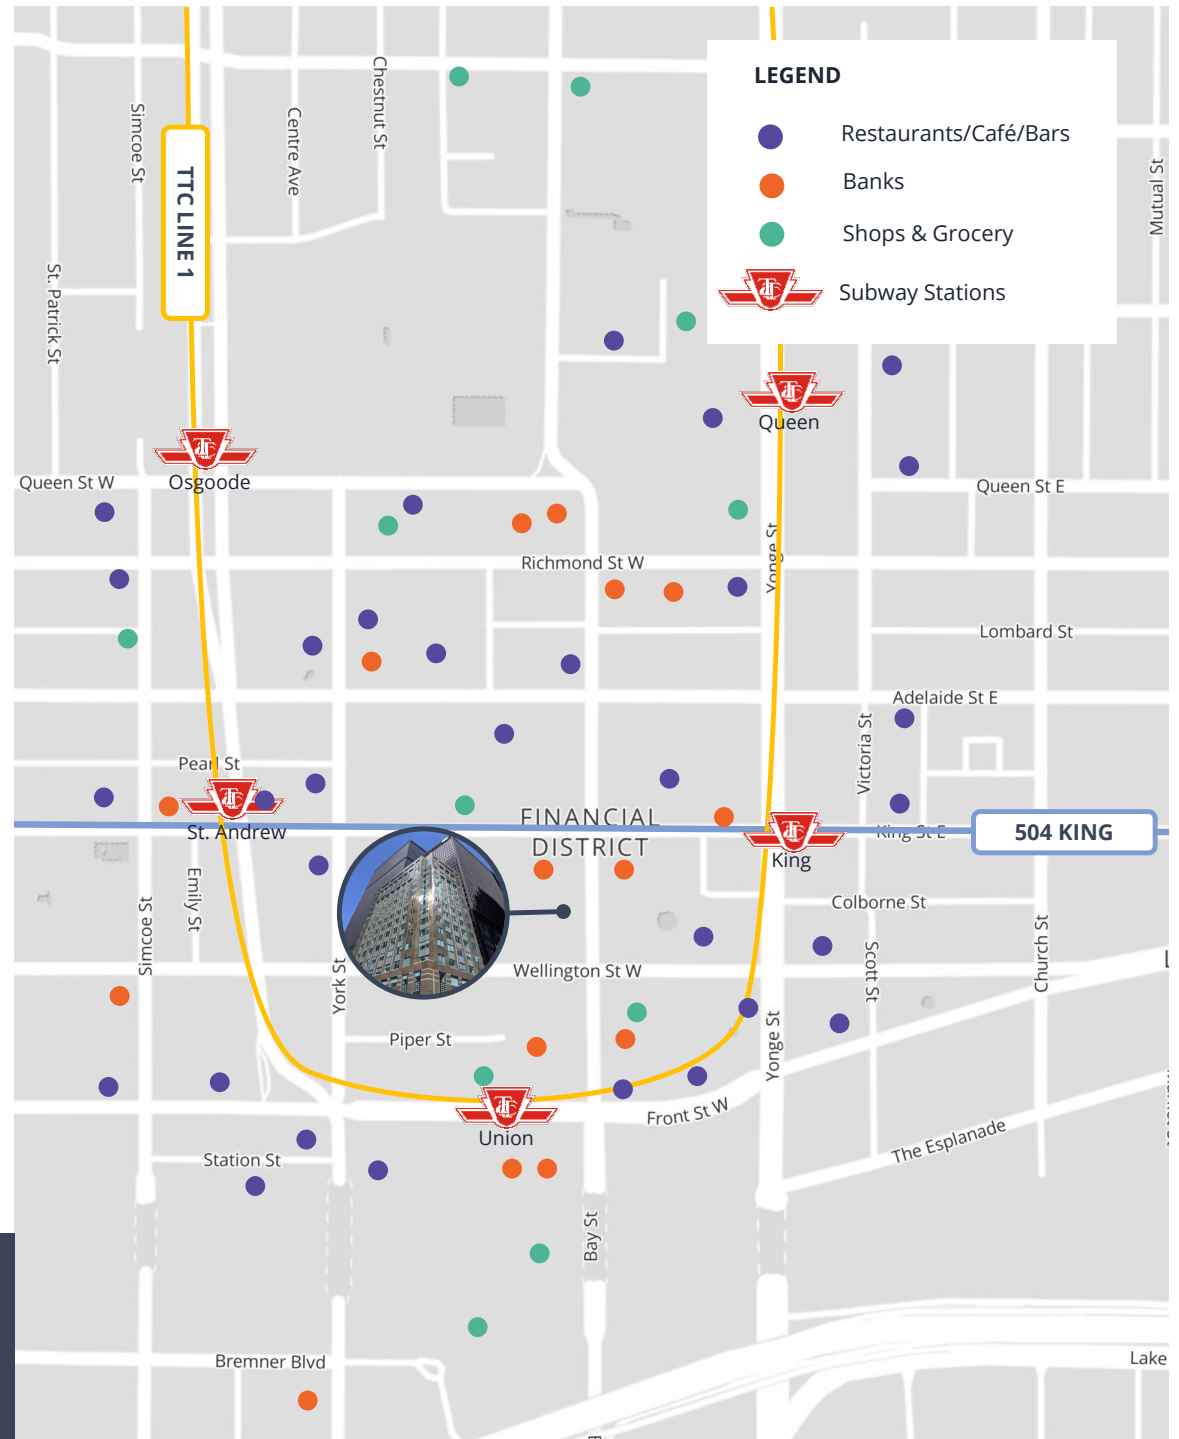 LEGEND
Restaurants/Café/Bars
Banks
Shops & Grocery
Subway Stations
Chestnut St
Simcoe St
Centre Ave
TTC LINE 1
Mutual St
St. Patrick St
Queen
Osgoode
Queen St W
Queen St E
Yonge St
Richmond St W
Lombard St
Adelaide St E
Victoria St
Pearl St
FINANCIAL
DISTRICT
St. Andrew
King St E
504 KING
King
Emily St
Colborne St
Simcoe St
York St
Wellington St W
Scott St
Church St
Piper St
Yonge St
Front St W
Union
The Esplanade
Station St
Bay St
Bremner Blvd
Lake